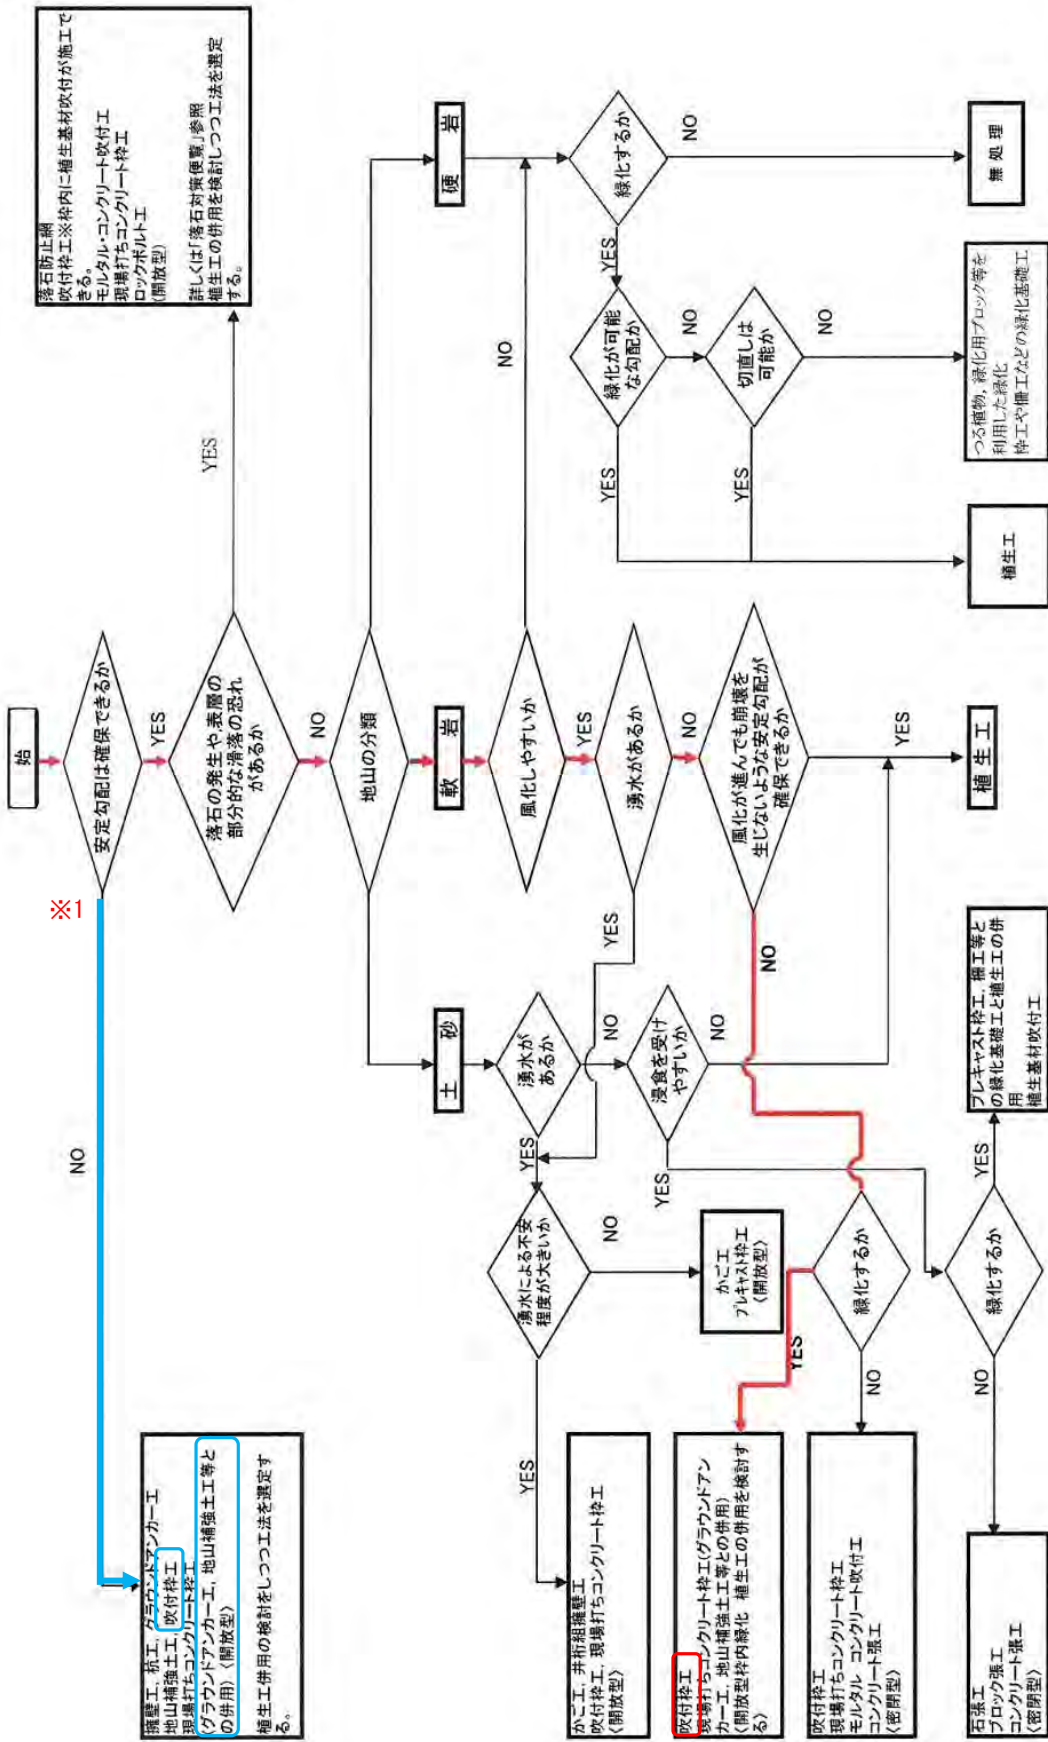 始
安定勾配は確保できるか
※1
NO
YES
擁壁工, 杭工, グラウンドアンカー工
地山補強土工, 吹付枠工
現場打ちコンクリート枠工
(グラウンドアンカー工, 地山補強土工等と
の併用) 〈開放型〉
植生工併用の検討をしつつ工法を選定す
る。
落石の発生や,表層の
部分的な滑落の恐れ
があるか
YES
NO
落石防止網
吹付枠工※枠内に植生基材吹付が施工で
きる。
モルタル・コンクリート吹付工
現場打ちコンクリート枠工
ロックボルト工
〈開放型〉
詳しくは「落石対策便覧」参照
植生工の併用を検討しつつ工法を選定
する。
地山の分類
土 砂
軟 岩
硬 岩
湧水が
あるか
YES
NO
湧水による不安
程度が大きいか
YES
NO
かご工, 井桁組擁壁工
吹付枠工, 現場打ちコンクリート枠工
〈開放型〉
かご工
プレキャスト枠工
〈開放型〉
浸食を受け
やすいか
YES
NO
風化しやすいか
YES
NO
湧水があるか
YES
NO
風化が進んでも崩壊を
生じないような安定勾配が
確保できるか
NO
YES
緑化するか
YES
NO
吹付枠工
現場打ちコンクリート枠工(グラウンドアン
カー工, 地山補強土工等との併用)
〈開放型枠内緑化 植生工の併用を検討す
る〉
吹付枠工
現場打ちコンクリート枠工
モルタル コンクリート吹付工
コンクリート張工
〈密閉型〉
緑化するか
YES
NO
プレキャスト枠工, 柵工等と
の緑化基礎工と植生工の併
用
植生基材吹付工
石張工
ブロック張工
コンクリート張工
〈密閉型〉
植生工
緑化するか
YES
NO
緑化が可能
な勾配か
YES
NO
切直しは
可能か
YES
NO
植生工
つる植物, 緑化用ブロック等を
利用した緑化
枠工や柵工などの緑化基礎工
無処理